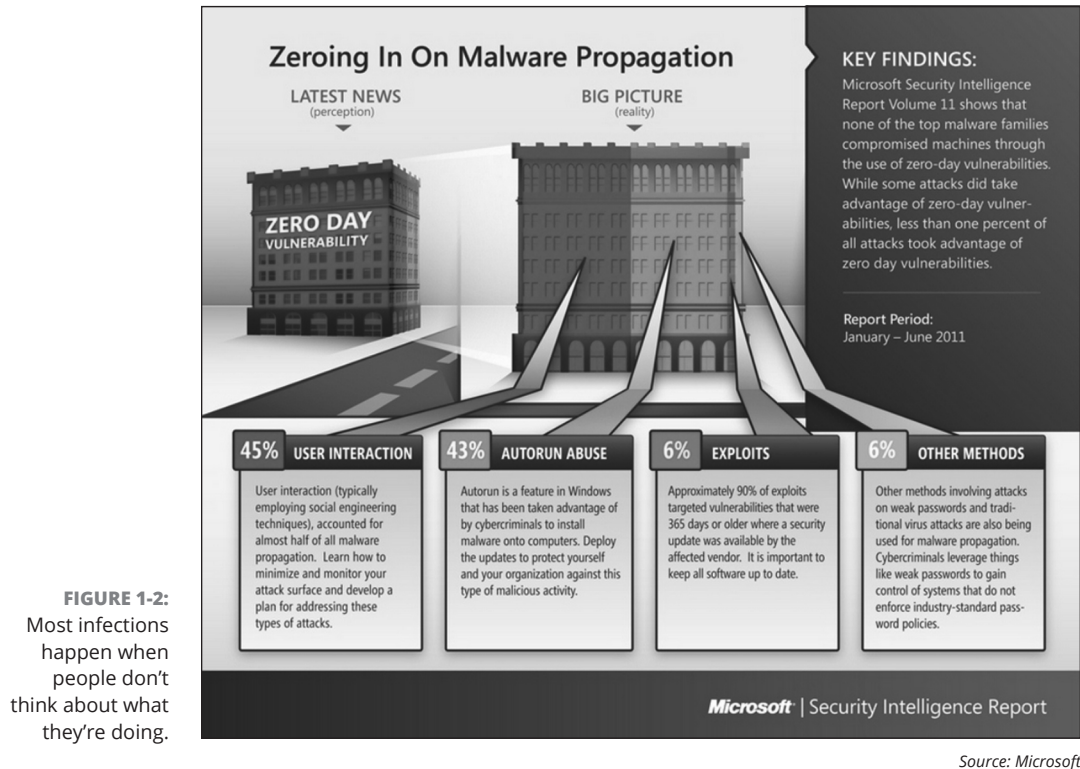 Zeroing In On Malware Propagation
LATEST NEWS
(perception)
BIG PICTURE
(reality)
ZERO DAY
VULNERABILITY
KEY FINDINGS:
Microsoft Security Intelligence
Report Volume 11 shows that
none of the top malware families
compromised machines through
the use of zero-day vulnerabilities.
While some attacks did take
advantage of zero-day vulner-
abilities, less than one percent of
all attacks took advantage of
zero day vulnerabilities.
Report Period:
January – June 2011
45% USER INTERACTION
User interaction (typically
employing social engineering
techniques), accounted for
almost half of all malware
propagation. Learn how to
minimize and monitor your
attack surface and develop a
plan for addressing these
types of attacks.
43% AUTORUN ABUSE
Autorun is a feature in Windows
that has been taken advantage of
by cybercriminals to install
malware onto computers. Deploy
the updates to protect yourself
and your organization against this
type of malicious activity.
6% EXPLOITS
Approximately 90% of exploits
targeted vulnerabilities that were
365 days or older where a security
update was available by the
affected vendor. It is important to
keep all software up to date.
6% OTHER METHODS
Other methods involving attacks
on weak passwords and tradi-
tional virus attacks are also being
used for malware propagation.
Cybercriminals leverage things
like weak passwords to gain
control of systems that do not
enforce industry-standard pass-
word policies.
Microsoft | Security Intelligence Report
FIGURE 1-2:
Most infections
happen when
people don’t
think about what
they’re doing.
Source: Microsoft